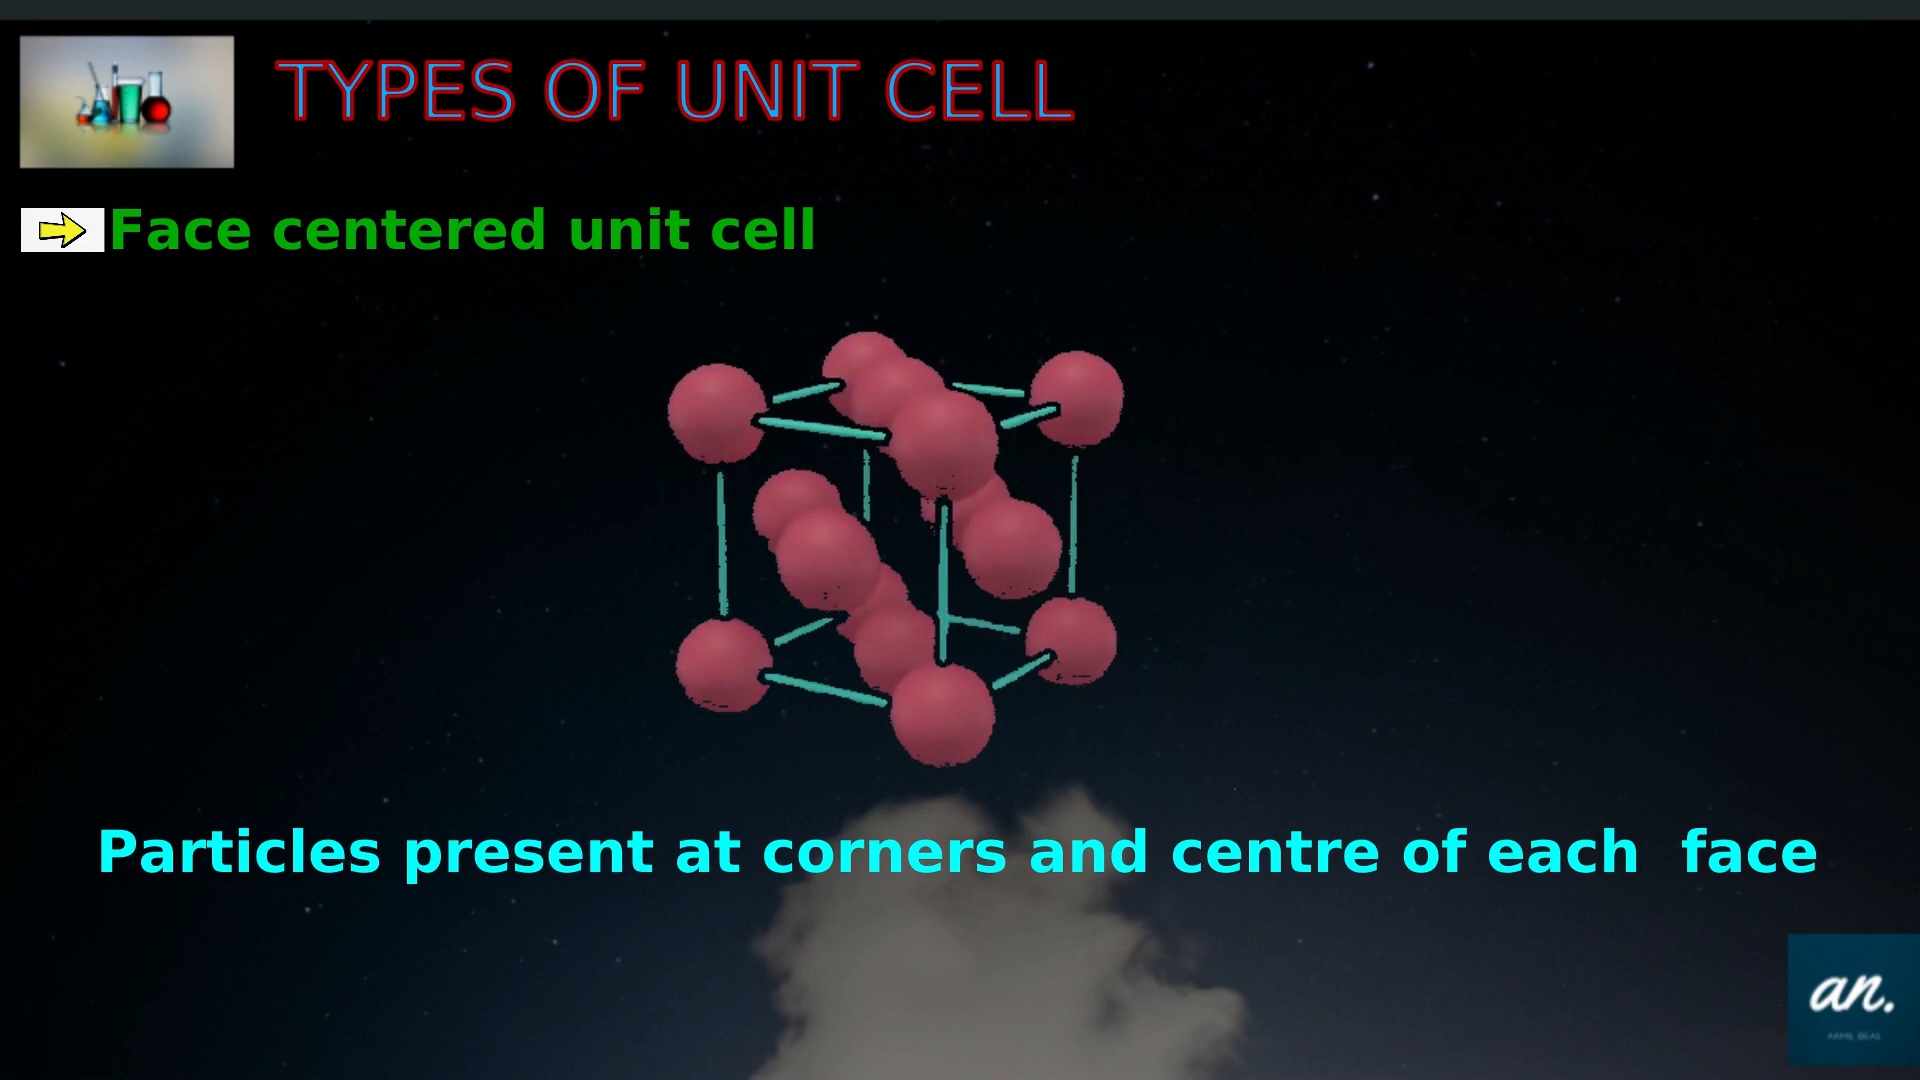 TYPES OF UNIT CELL
Face centered unit cell
Particles present at corners and centre of each face
an.